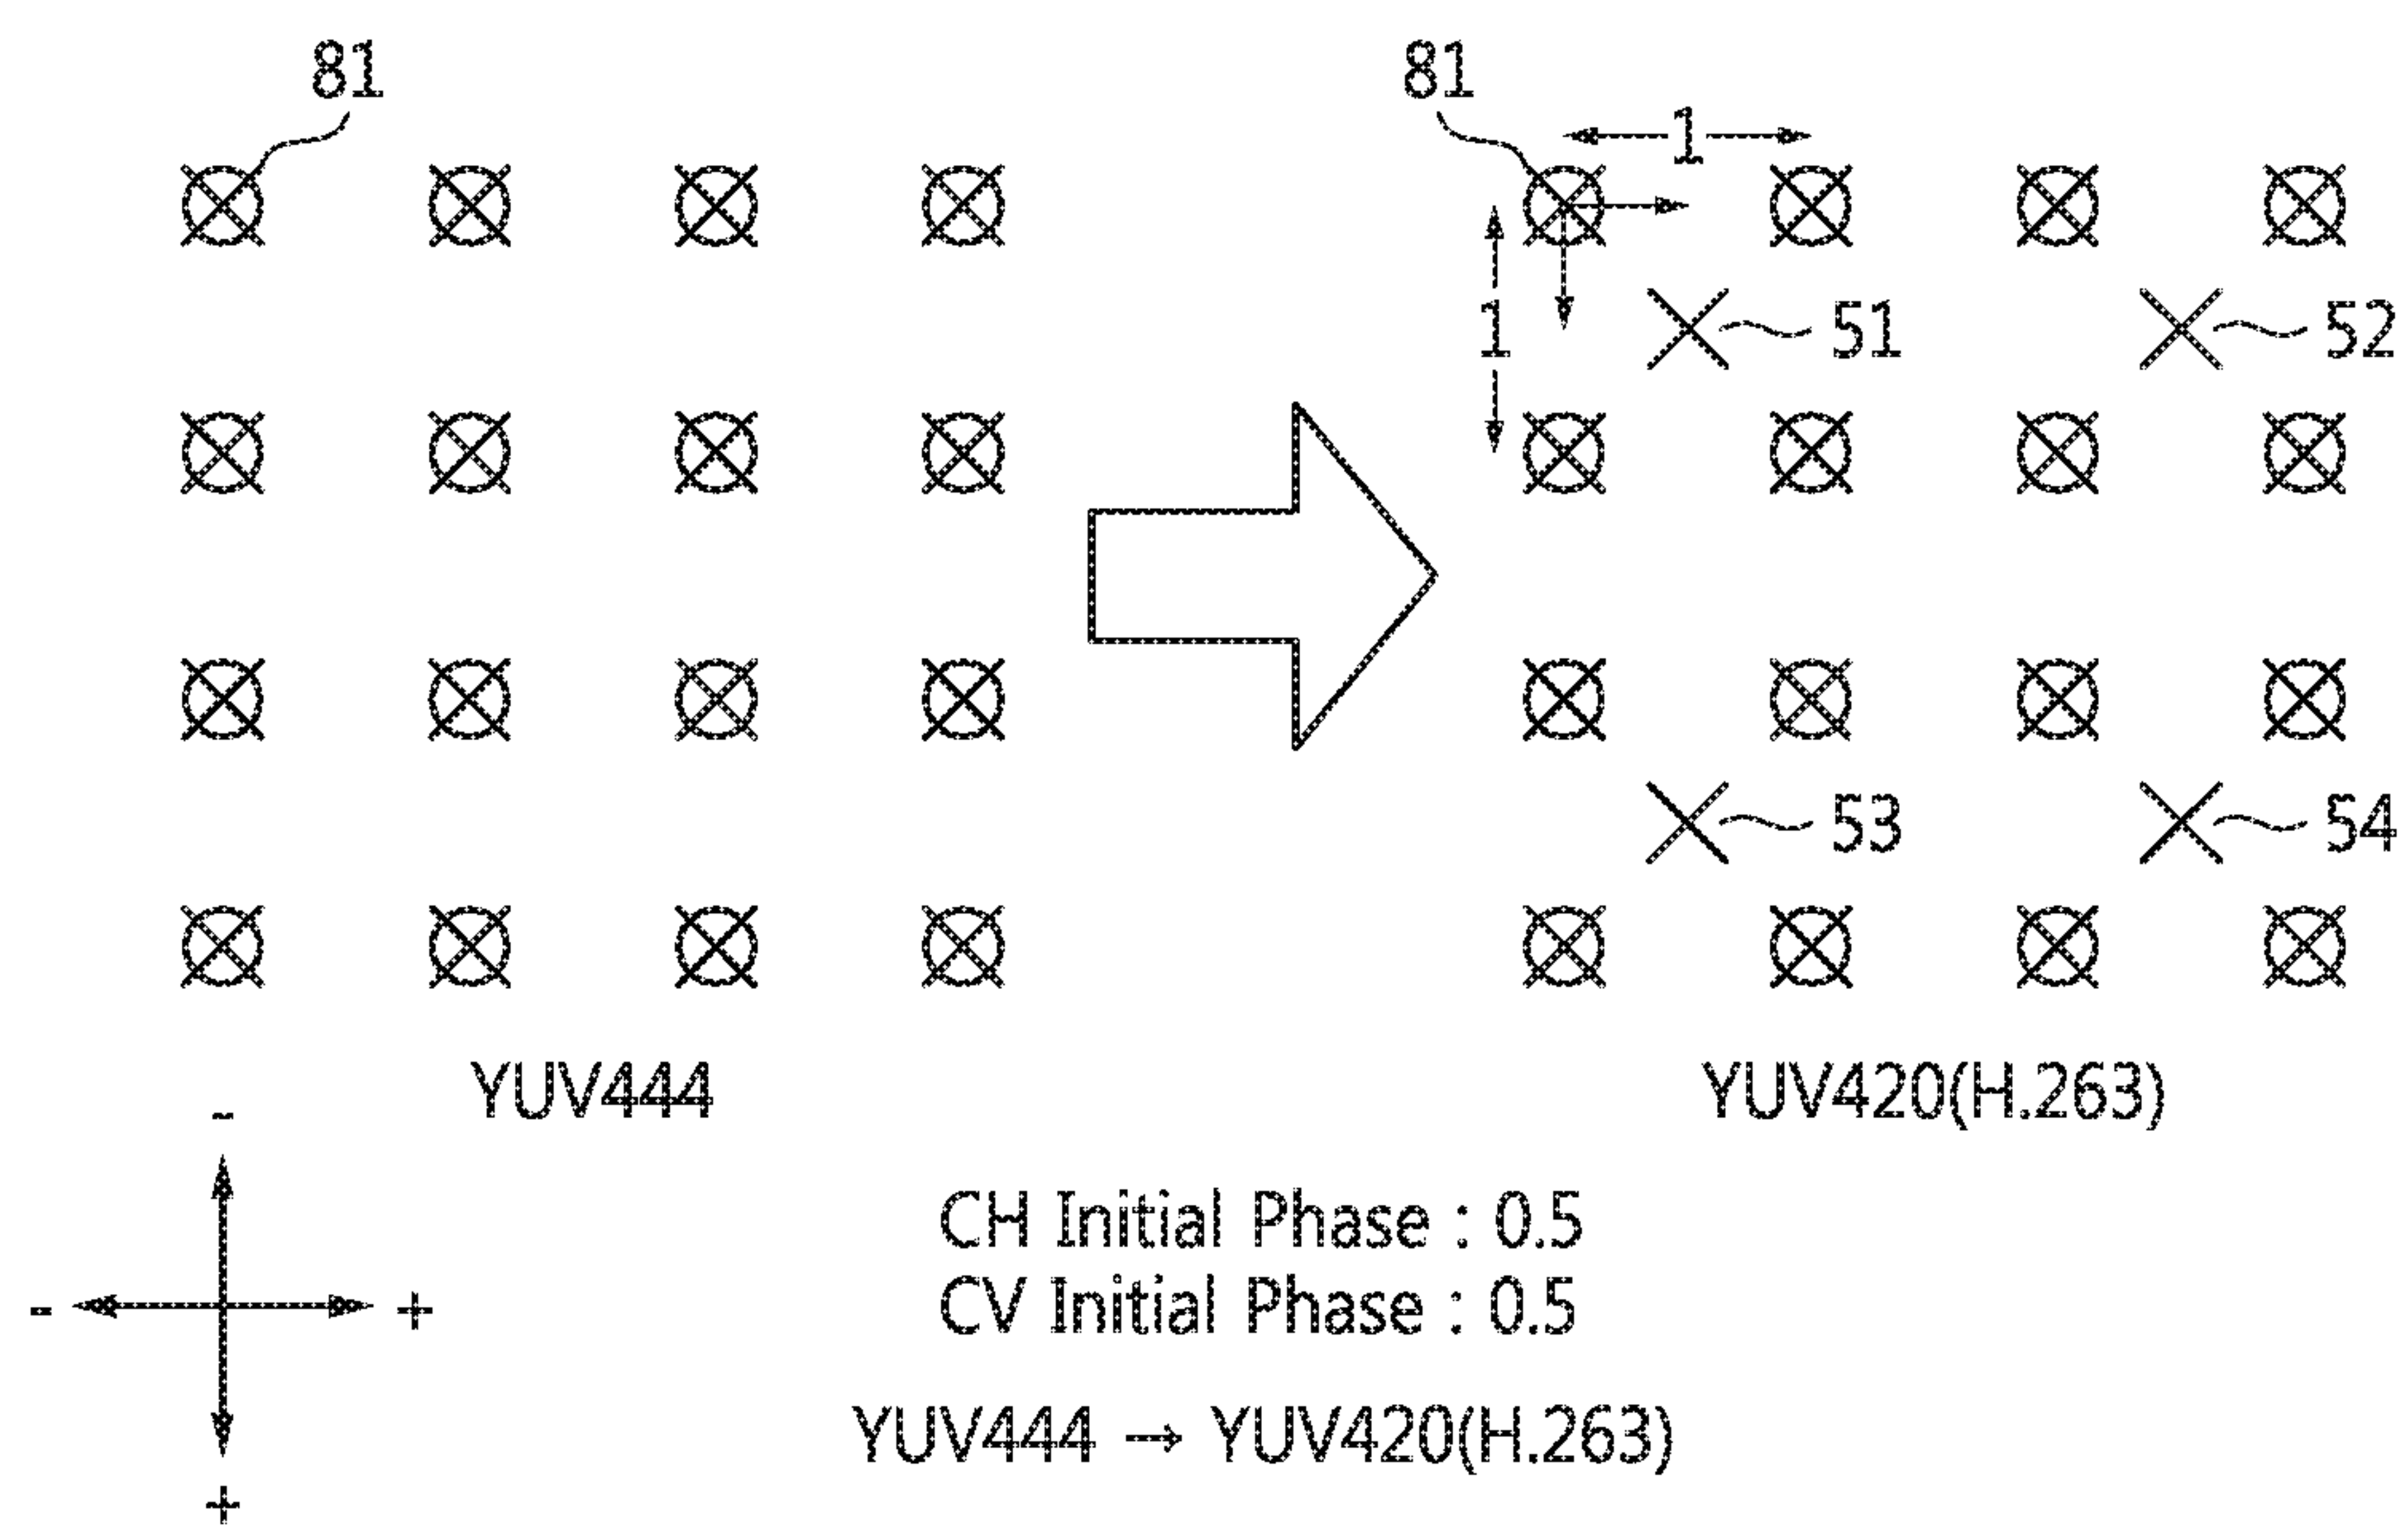 81
81
1
1
51
52
53
54
YUV444
YUV420(H.263)
-
-
+
+
CH Initial Phase : 0.5
CV Initial Phase : 0.5
YUV444 → YUV420(H.263)